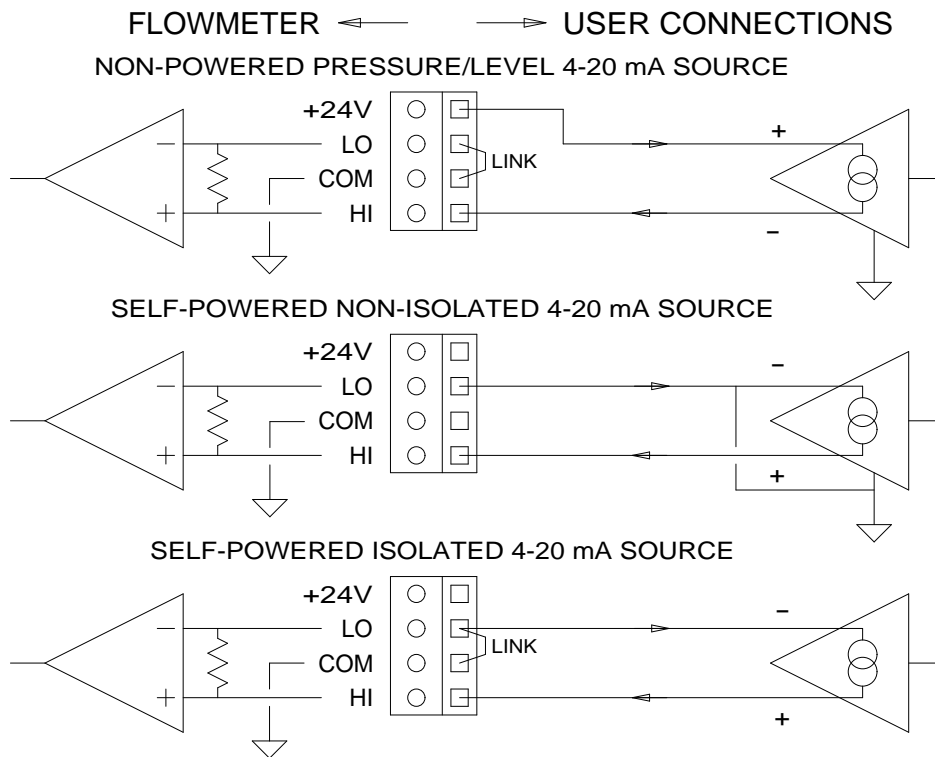 FLOWMETER USER CONNECTIONS
NON-POWERED PRESSURE/LEVEL 4-20 mA SOURCE
+24V
LO
COM
HI
LINK
+
−
−
+
SELF-POWERED NON-ISOLATED 4-20 mA SOURCE
+24V
LO
COM
HI
−
+
−
+
SELF-POWERED ISOLATED 4-20 mA SOURCE
+24V
LO
COM
HI
LINK
−
+
−
+